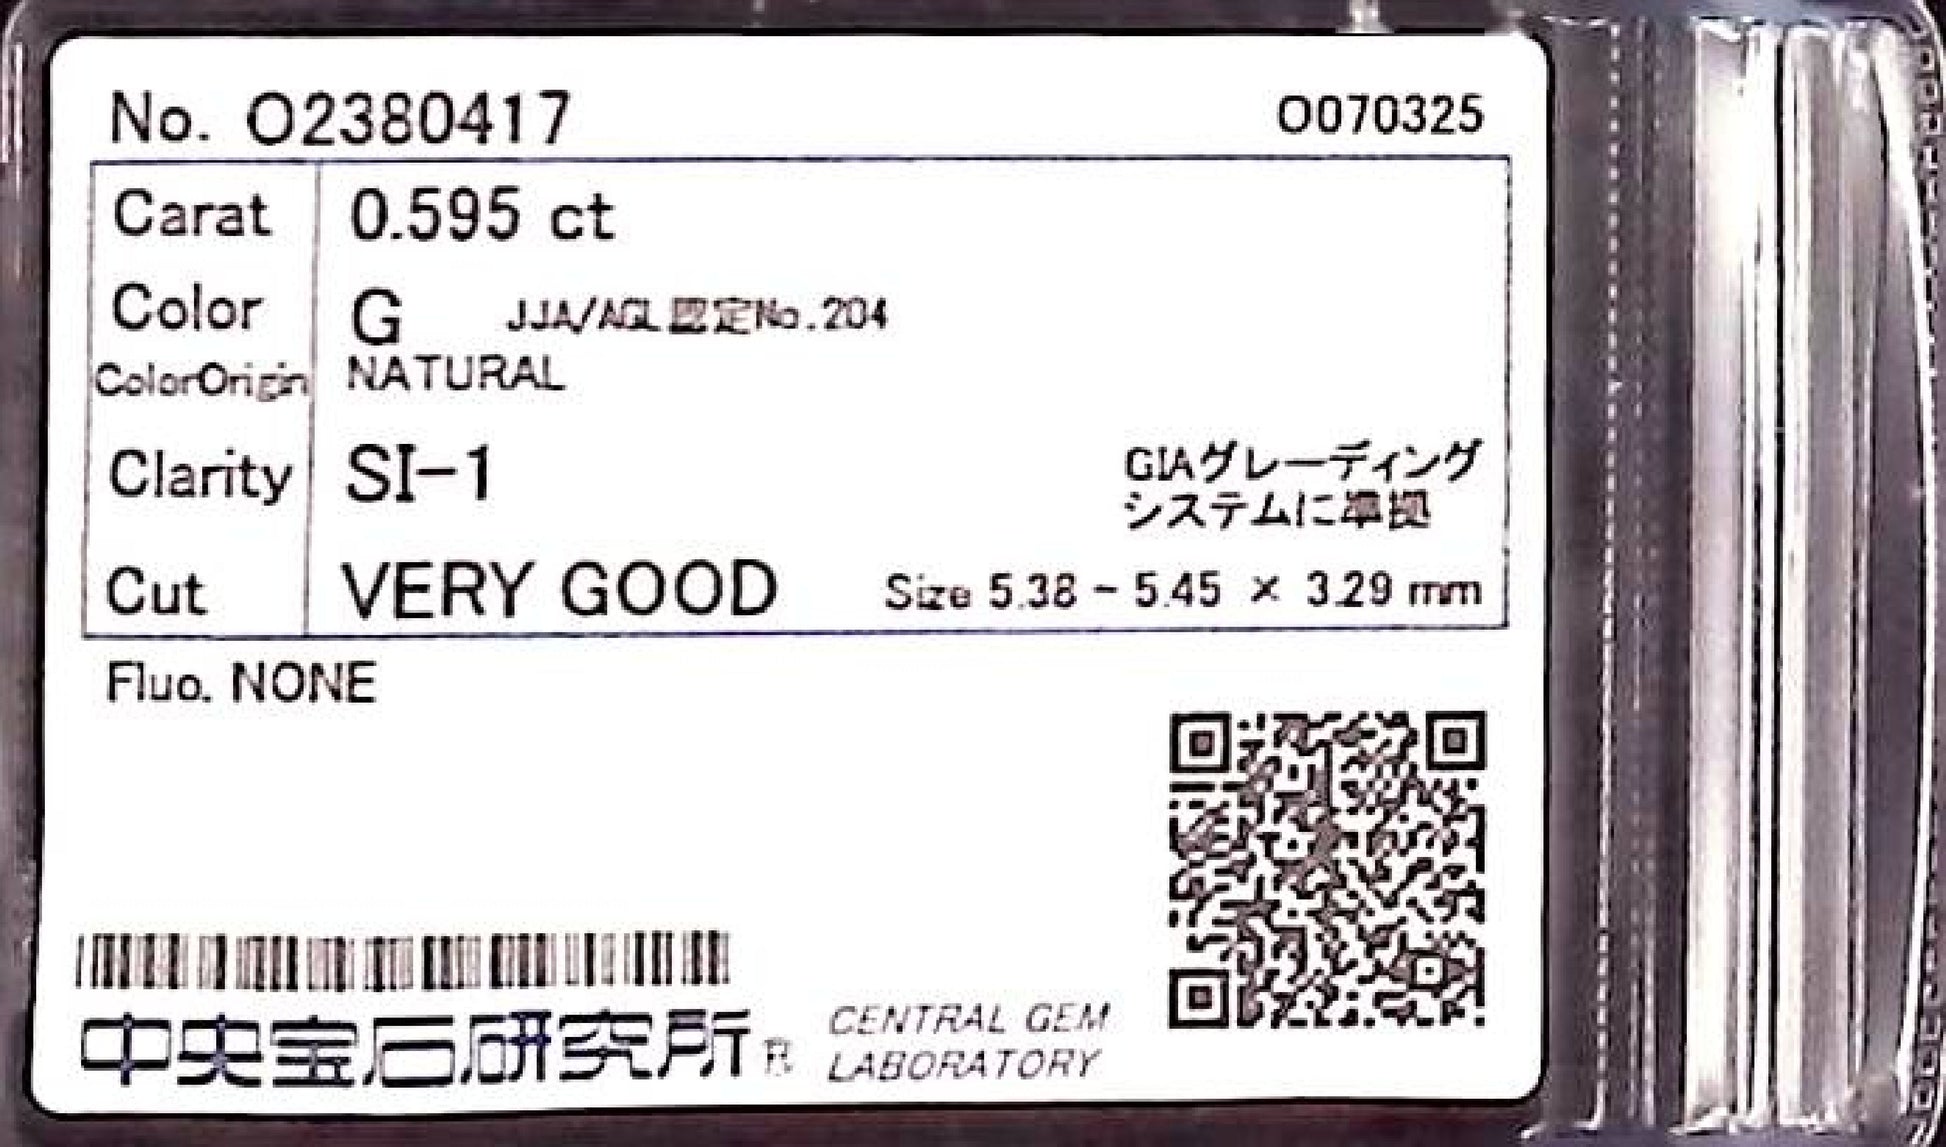 No. O2380417 O070325
Carat 0.595 ct
Color G JJA/AGL認定No.204
ColorOrigin NATURAL
Clarity SI-1 GIAグレーディング
システムに準拠
Cut VERY GOOD Size 5.38 - 5.45 × 3.29 mm
Fluo. NONE
中央宝石研究所® CENTRAL GEM
LABORATORY